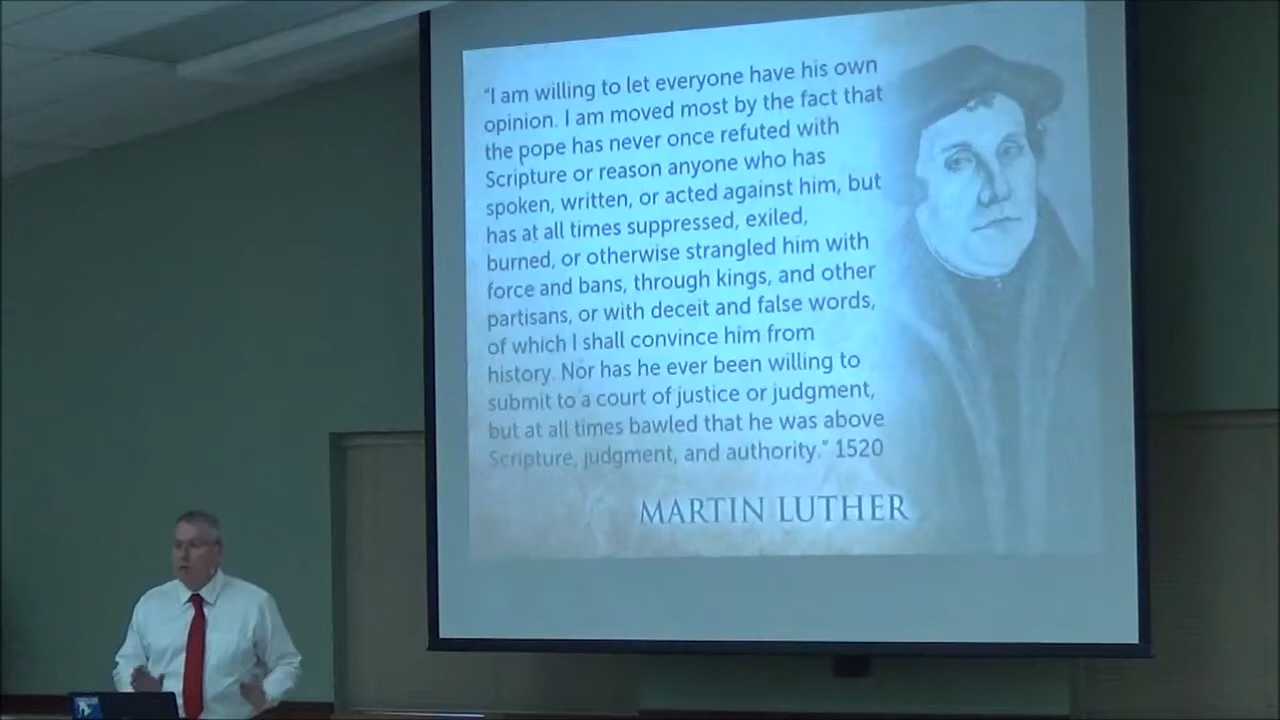 “I am willing to let everyone have his own
opinion. I am moved most by the fact that
the pope has never once refuted with
Scripture or reason anyone who has
spoken, written, or acted against him, but
has at all times suppressed, exiled,
burned, or otherwise strangled him with
force and bans, through kings, and other
partisans, or with deceit and false words,
of which I shall convince him from
history. Nor has he ever been willing to
submit to a court of justice or judgment,
but at all times bawled that he was above
Scripture, judgment, and authority.” 1520
MARTIN LUTHER